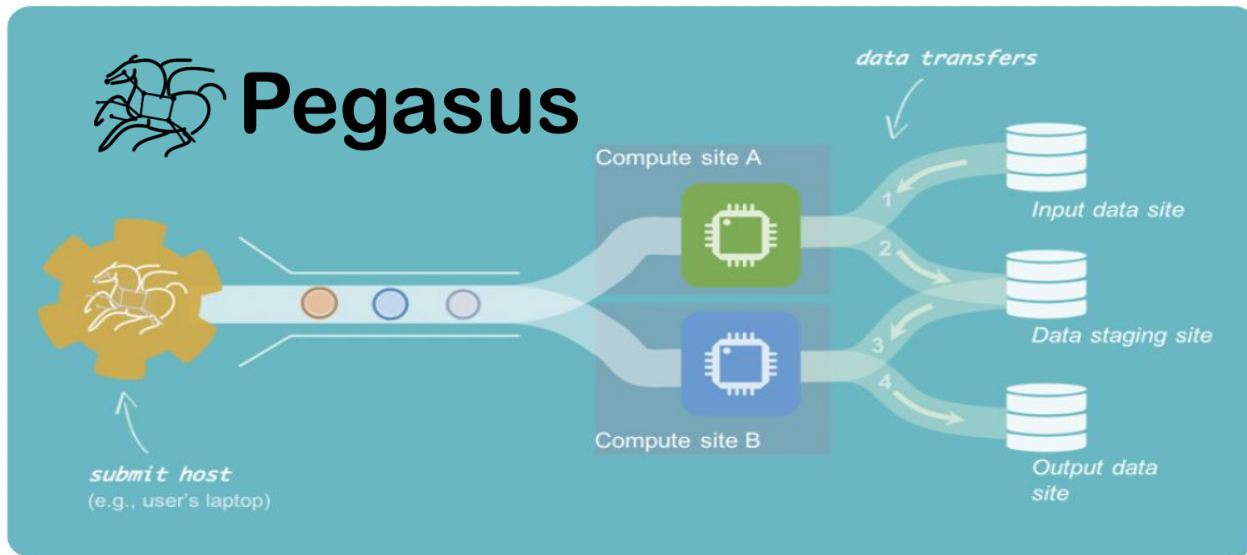 Pegasus
data transfers
Compute site A
1
Input data site
2
Data staging site
3
4
Compute site B
Output data
site
submit host
(e.g., user's laptop)